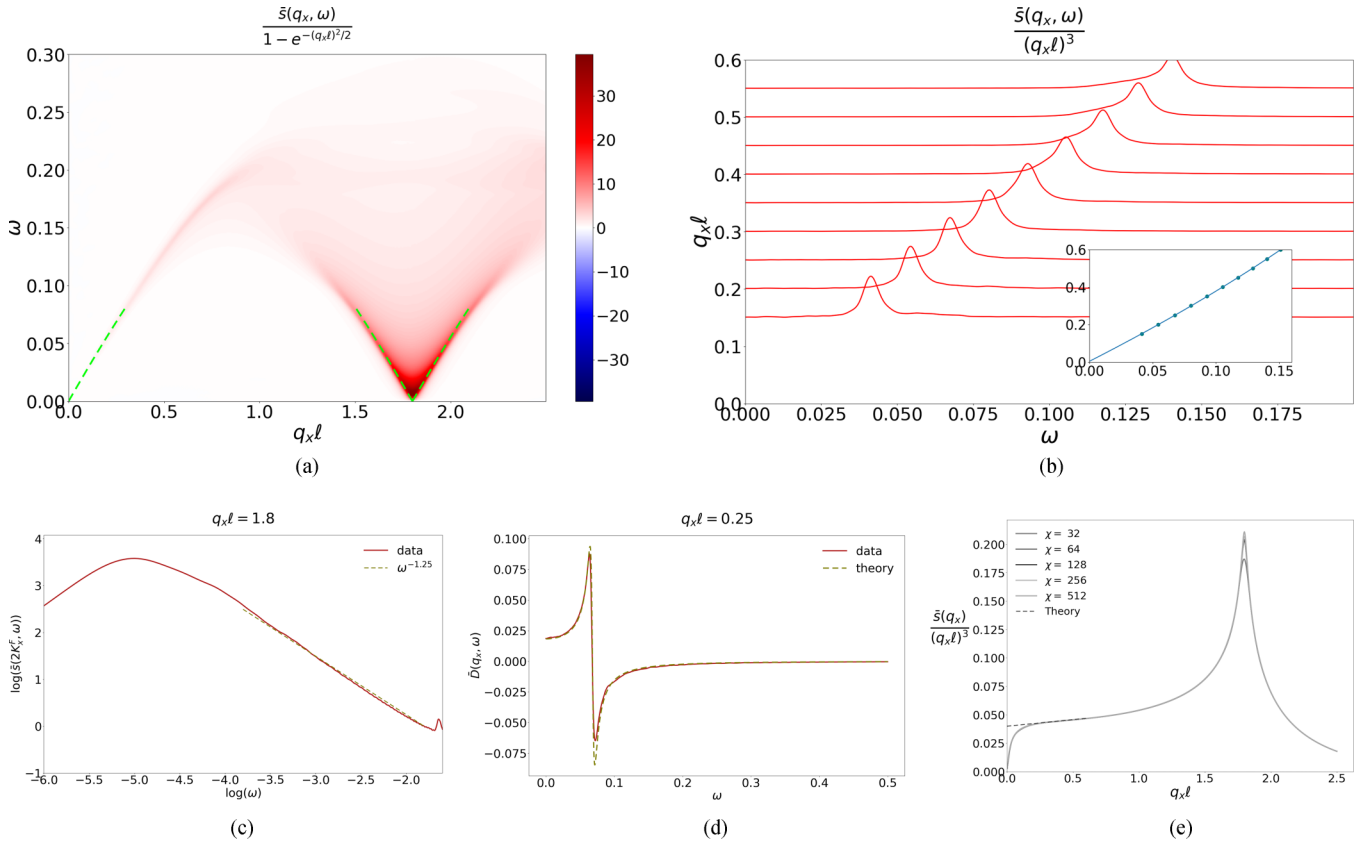 s̄(q_x, ω)
1 − e^{−(q_xℓ)^2/2}
0.30
0.25
0.20
0.15
0.10
0.05
0.00
ω
0.0 0.5 1.0 1.5 2.0
q_xℓ
30
20
10
0
−10
−20
−30
(a)
s̄(q_x, ω)
(q_xℓ)^3
0.6
0.5
0.4
0.3
0.2
0.1
0.0
q_xℓ
0.000 0.025 0.050 0.075 0.100 0.125 0.150 0.175
ω
0.6
0.4
0.2
0.0
0.00 0.05 0.10 0.15
(b)
q_xℓ = 1.8
4
3
2
1
0
−1
log(s̄(2K_x^F, ω))
−6.0 −5.5 −5.0 −4.5 −4.0 −3.5 −3.0 −2.5 −2.0
log(ω)
data
ω^{−1.25}
(c)
q_xℓ = 0.25
0.100
0.075
0.050
0.025
0.000
−0.025
−0.050
−0.075
D̄(q_x, ω)
0.0 0.1 0.2 0.3 0.4 0.5
ω
data
theory
(d)
χ = 32
χ = 64
χ = 128
χ = 256
χ = 512
Theory
s̄(q_x)
(q_xℓ)^3
0.200
0.175
0.150
0.125
0.100
0.075
0.050
0.025
0.000
0.0 0.5 1.0 1.5 2.0 2.5
q_xℓ
(e)